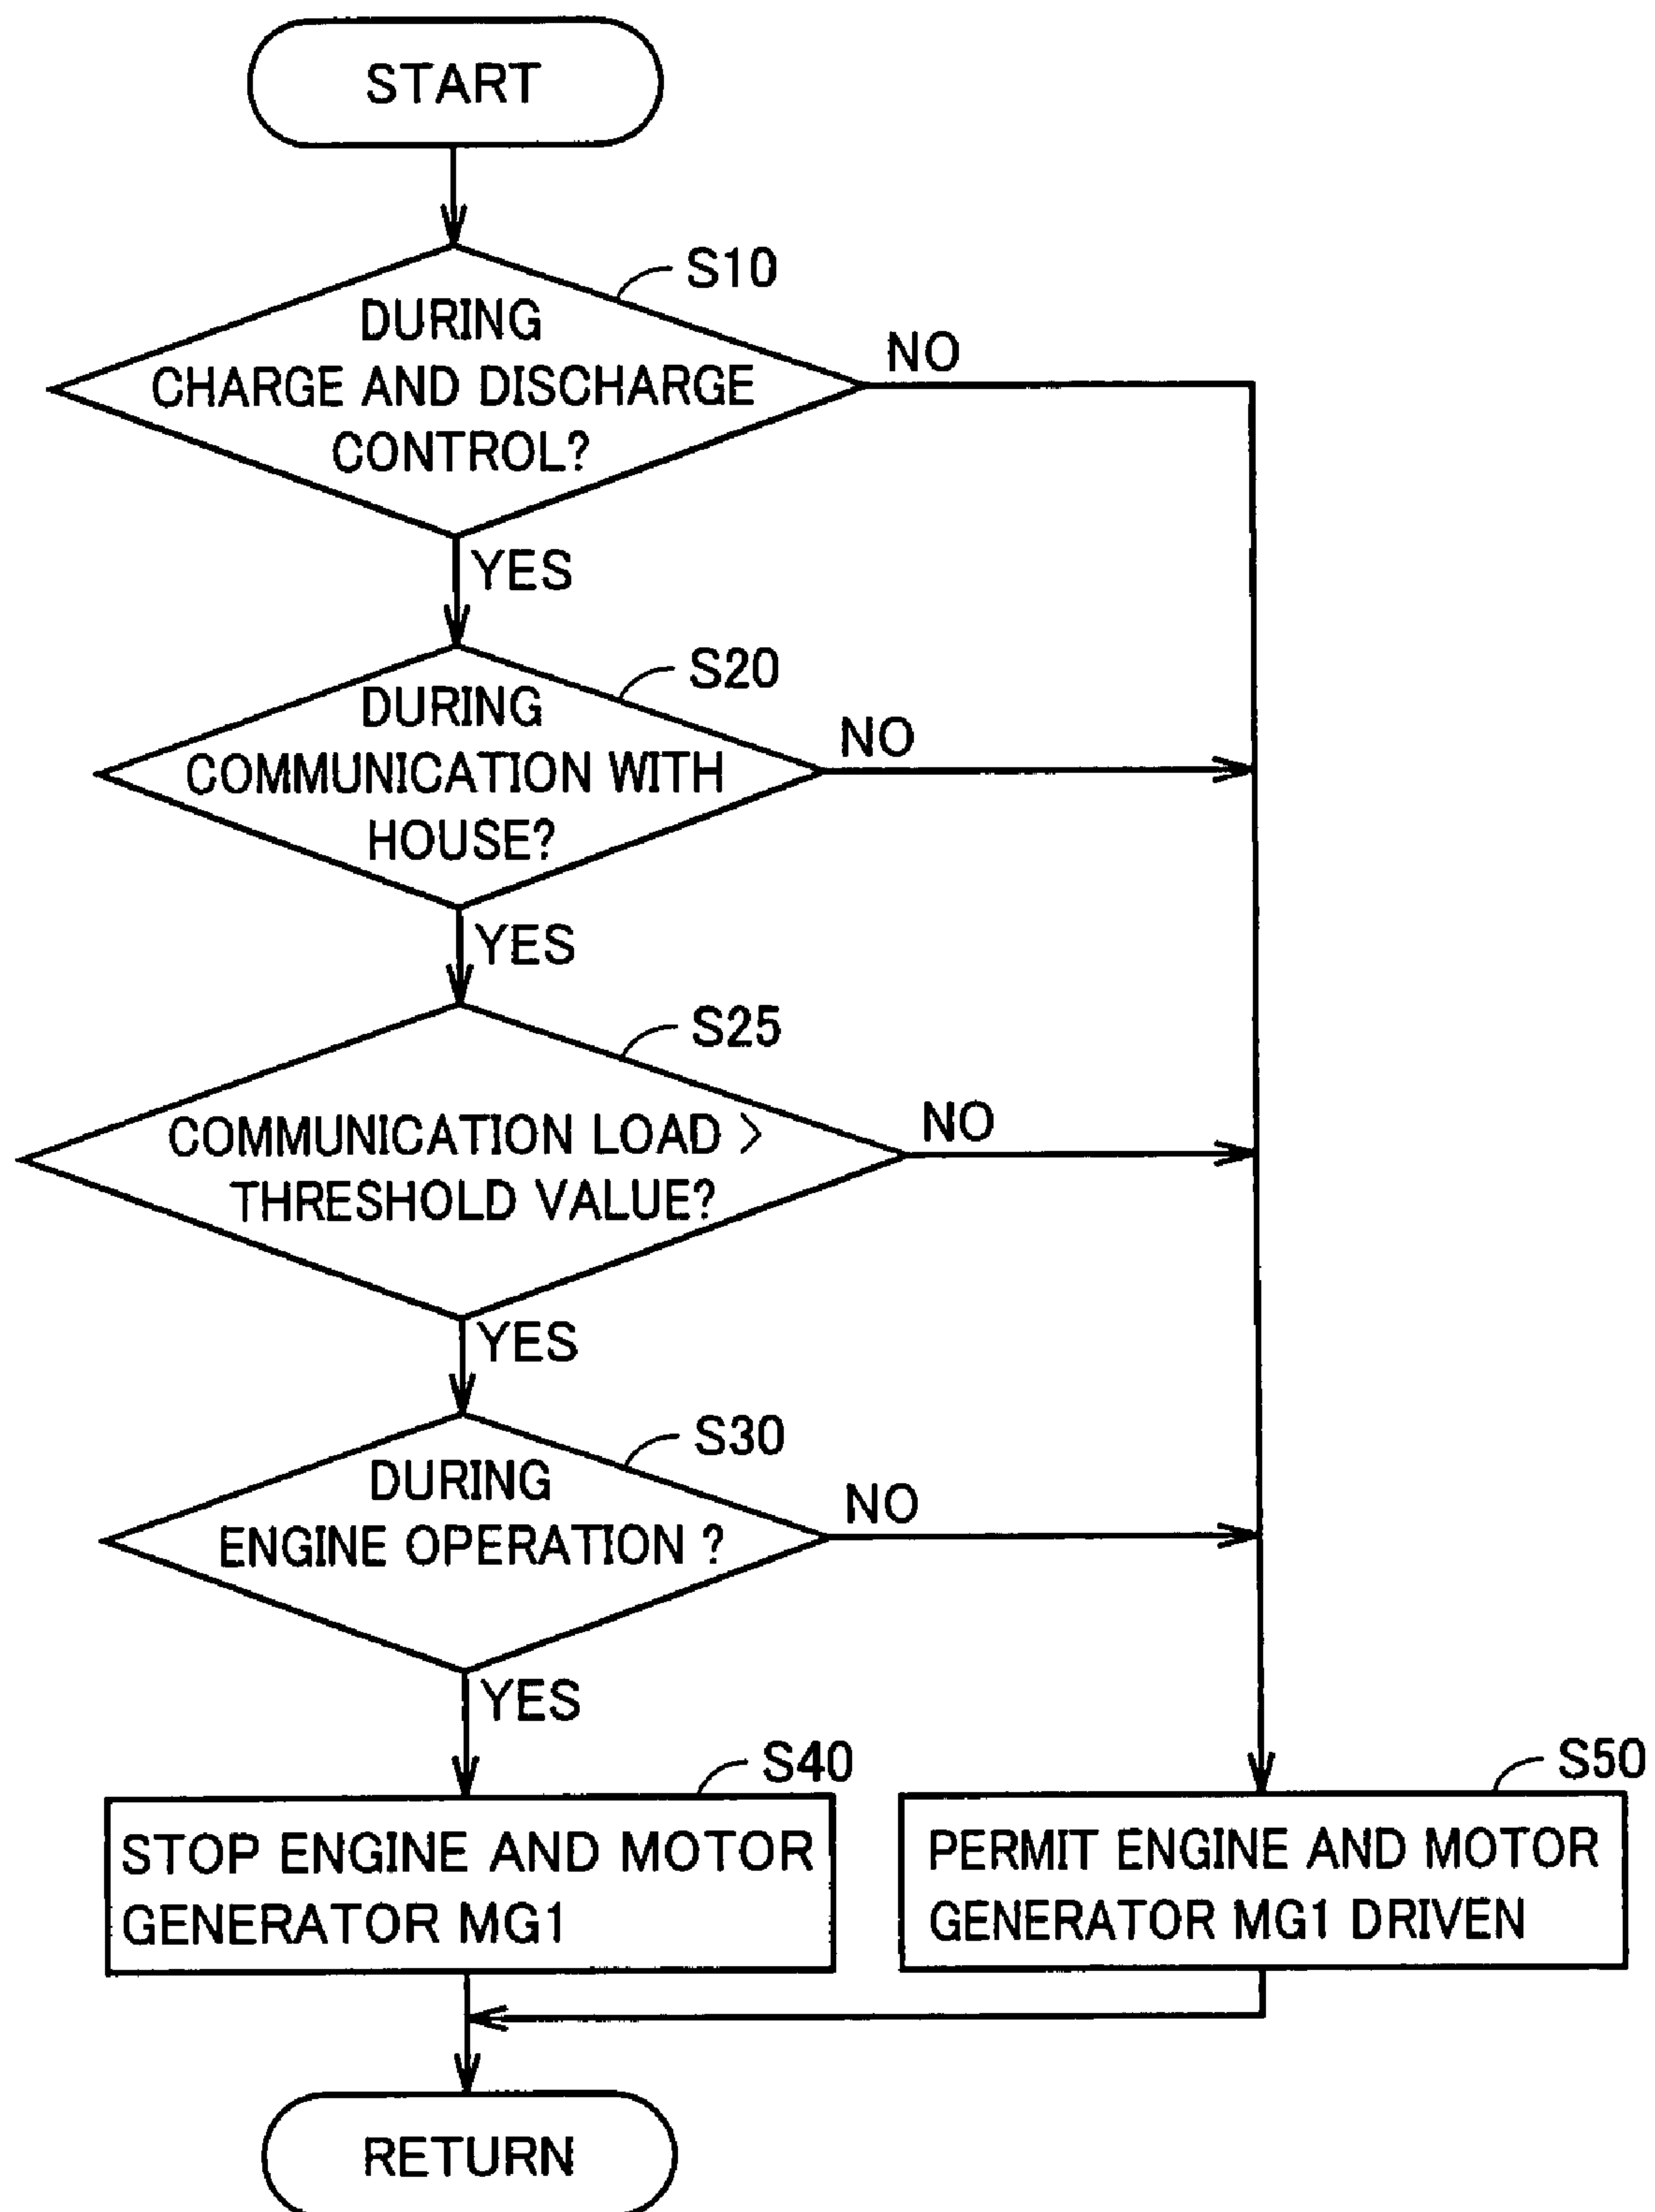 START
S10
DURING
CHARGE AND DISCHARGE
CONTROL?
NO
YES
S20
DURING
COMMUNICATION WITH
HOUSE?
NO
YES
S25
COMMUNICATION LOAD >
THRESHOLD VALUE?
NO
YES
S30
DURING
ENGINE OPERATION ?
NO
YES
S40
STOP ENGINE AND MOTOR
GENERATOR MG1
S50
PERMIT ENGINE AND MOTOR
GENERATOR MG1 DRIVEN
RETURN